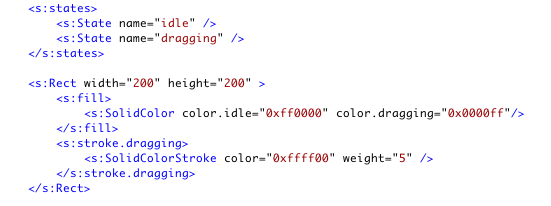 <s:states>
<s:State name="idle" />
<s:State name="dragging" />
</s:states>
<s:Rect width="200" height="200" >
<s:fill>
<s:SolidColor color.idle="0xff0000" color.dragging="0x0000ff"/>
</s:fill>
<s:stroke.dragging>
<s:SolidColorStroke color="0xffff00" weight="5" />
</s:stroke.dragging>
</s:Rect>